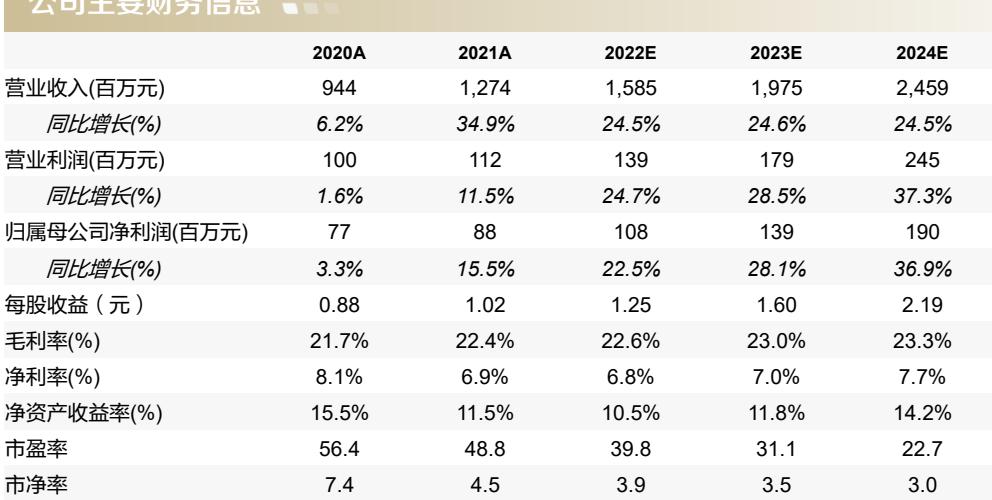 公司主要财务信息
2020A 2021A 2022E 2023E 2024E
营业收入(百万元) 944 1,274 1,585 1,975 2,459
同比增长(%) 6.2% 34.9% 24.5% 24.6% 24.5%
营业利润(百万元) 100 112 139 179 245
同比增长(%) 1.6% 11.5% 24.7% 28.5% 37.3%
归属母公司净利润(百万元) 77 88 108 139 190
同比增长(%) 3.3% 15.5% 22.5% 28.1% 36.9%
每股收益（元） 0.88 1.02 1.25 1.60 2.19
毛利率(%) 21.7% 22.4% 22.6% 23.0% 23.3%
净利率(%) 8.1% 6.9% 6.8% 7.0% 7.7%
净资产收益率(%) 15.5% 11.5% 10.5% 11.8% 14.2%
市盈率 56.4 48.8 39.8 31.1 22.7
市净率 7.4 4.5 3.9 3.5 3.0